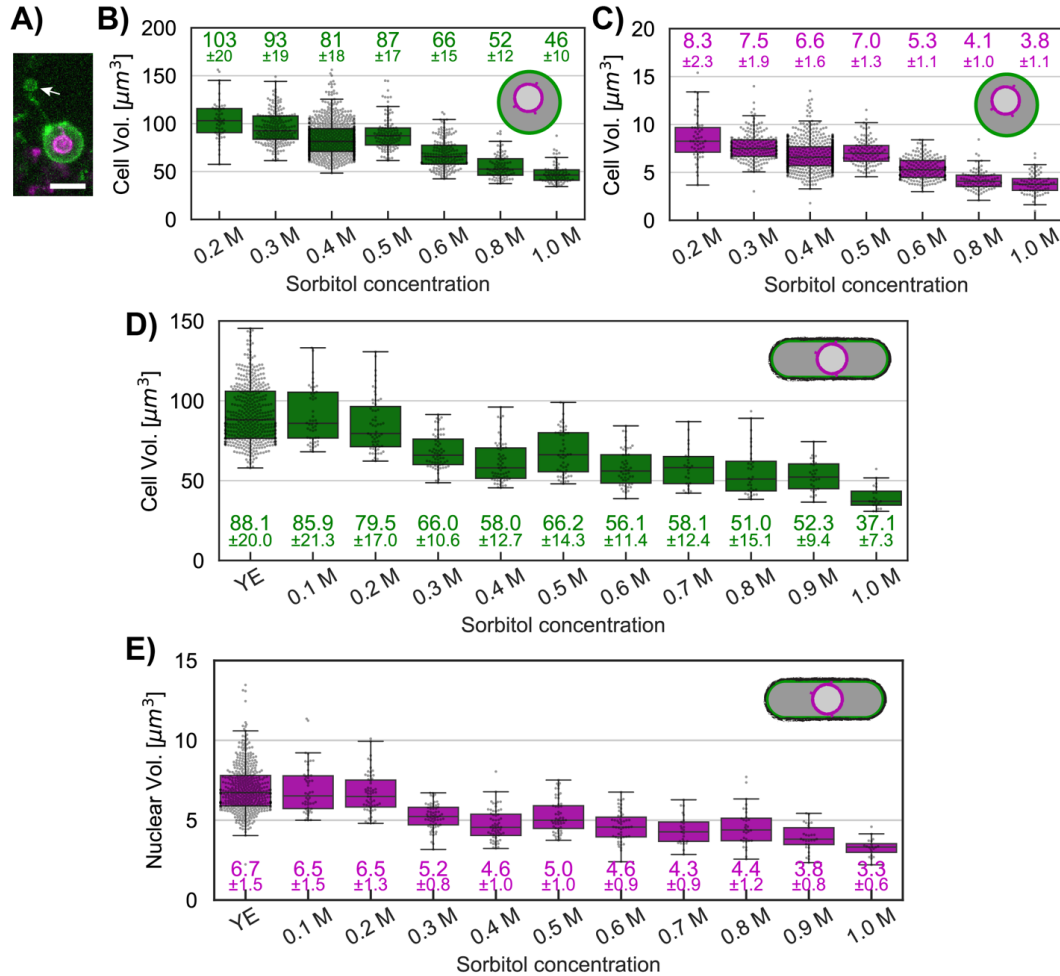 A)
B)
200
150
100
50
0
Cell Vol. [μm³]
103 93 81 87 66 52 46
±20 ±19 ±18 ±17 ±15 ±12 ±10
0.2 M 0.3 M 0.4 M 0.5 M 0.6 M 0.8 M 1.0 M
Sorbitol concentration
C)
20
15
10
5
0
Cell Vol. [μm³]
8.3 7.5 6.6 7.0 5.3 4.1 3.8
±2.3 ±1.9 ±1.6 ±1.3 ±1.1 ±1.0 ±1.1
0.2 M 0.3 M 0.4 M 0.5 M 0.6 M 0.8 M 1.0 M
Sorbitol concentration
D)
150
100
50
0
Cell Vol. [μm³]
88.1 85.9 79.5 66.0 58.0 66.2 56.1 58.1 51.0 52.3 37.1
±20.0 ±21.3 ±17.0 ±10.6 ±12.7 ±14.3 ±11.4 ±12.4 ±15.1 ±9.4 ±7.3
YE 0.1 M 0.2 M 0.3 M 0.4 M 0.5 M 0.6 M 0.7 M 0.8 M 0.9 M 1.0 M
Sorbitol concentration
E)
15
10
5
0
Nuclear Vol. [μm³]
6.7 6.5 6.5 5.2 4.6 5.0 4.6 4.3 4.4 3.8 3.3
±1.5 ±1.5 ±1.3 ±0.8 ±1.0 ±1.0 ±0.9 ±0.9 ±1.2 ±0.8 ±0.6
YE 0.1 M 0.2 M 0.3 M 0.4 M 0.5 M 0.6 M 0.7 M 0.8 M 0.9 M 1.0 M
Sorbitol concentration